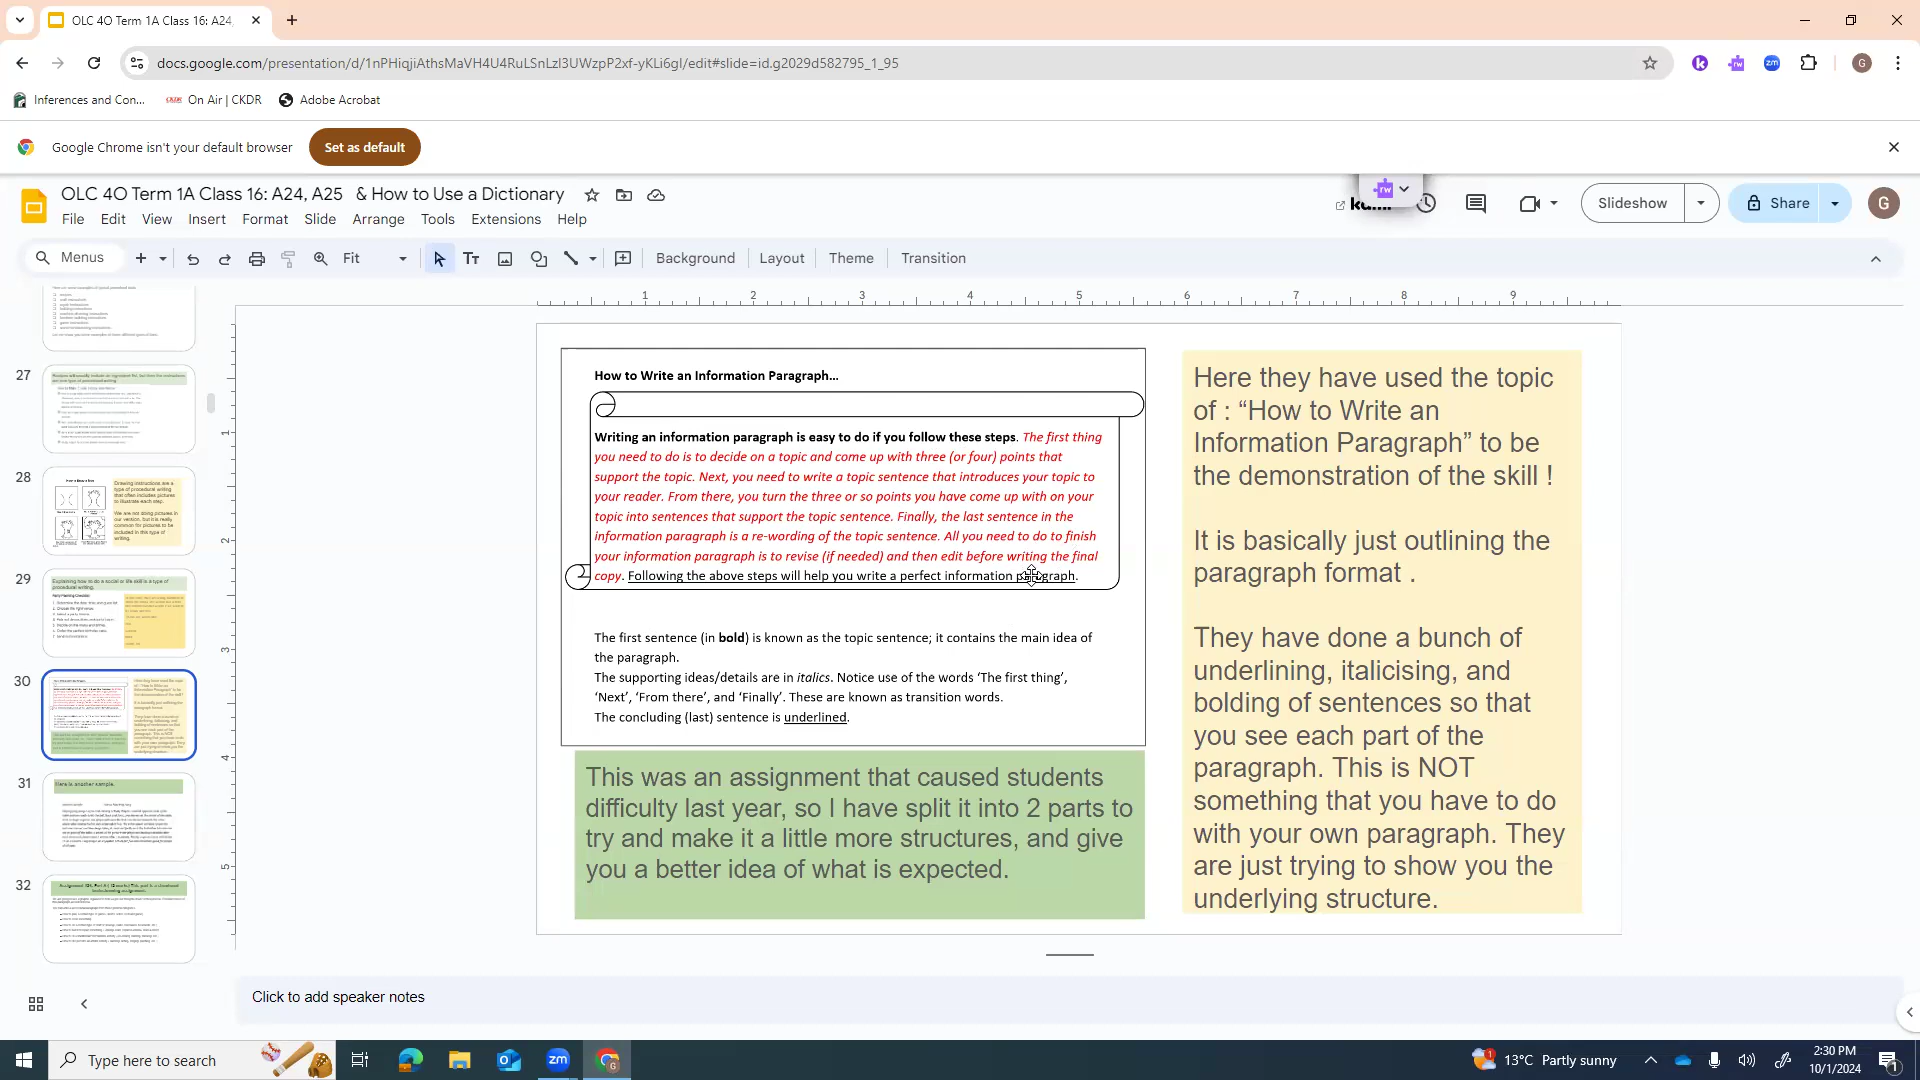 OLC 4O Term 1A Class 16: A24,
docs.google.com/presentation/d/1nPHiqjiAthsMaVH4U4RuLSnLzl3UWzpP2xf-yKLi6gI/edit#slide=id.g2029d582795_1_95
Inferences and Con...
On Air | CKDR
Adobe Acrobat
Google Chrome isn't your default browser
Set as default
OLC 4O Term 1A Class 16: A24, A25 & How to Use a Dictionary
File Edit View Insert Format Slide Arrange Tools Extensions Help
rw
Slideshow
Share
G
Menus
Fit
Background
Layout
Theme
Transition
27
28
29
30
31
32
Here is another sample.
How to Write an Information Paragraph...
Writing an information paragraph is easy to do if you follow these steps. The first thing
you need to do is to decide on a topic and come up with three (or four) points that
support the topic. Next, you need to write a topic sentence that introduces your topic to
your reader. From there, you turn the three or so points you have come up with on your
topic into sentences that support the topic sentence. Finally, the last sentence in the
information paragraph is a re-wording of the topic sentence. All you need to do to finish
your information paragraph is to revise (if needed) and then edit before writing the final
copy. Following the above steps will help you write a perfect information paragraph.
The first sentence (in bold) is known as the topic sentence; it contains the main idea of
the paragraph.
The supporting ideas/details are in italics. Notice use of the words ‘The first thing’,
‘Next’, ‘From there’, and ‘Finally’. These are known as transition words.
The concluding (last) sentence is underlined.
This was an assignment that caused students
difficulty last year, so I have split it into 2 parts to
try and make it a little more structures, and give
you a better idea of what is expected.
Here they have used the topic
of : “How to Write an
Information Paragraph” to be
the demonstration of the skill !
It is basically just outlining the
paragraph format .
They have done a bunch of
underlining, italicising, and
bolding of sentences so that
you see each part of the
paragraph. This is NOT
something that you have to do
with your own paragraph. They
are just trying to show you the
underlying structure.
Click to add speaker notes
Type here to search
13°C Partly sunny
2:30 PM
10/1/2024